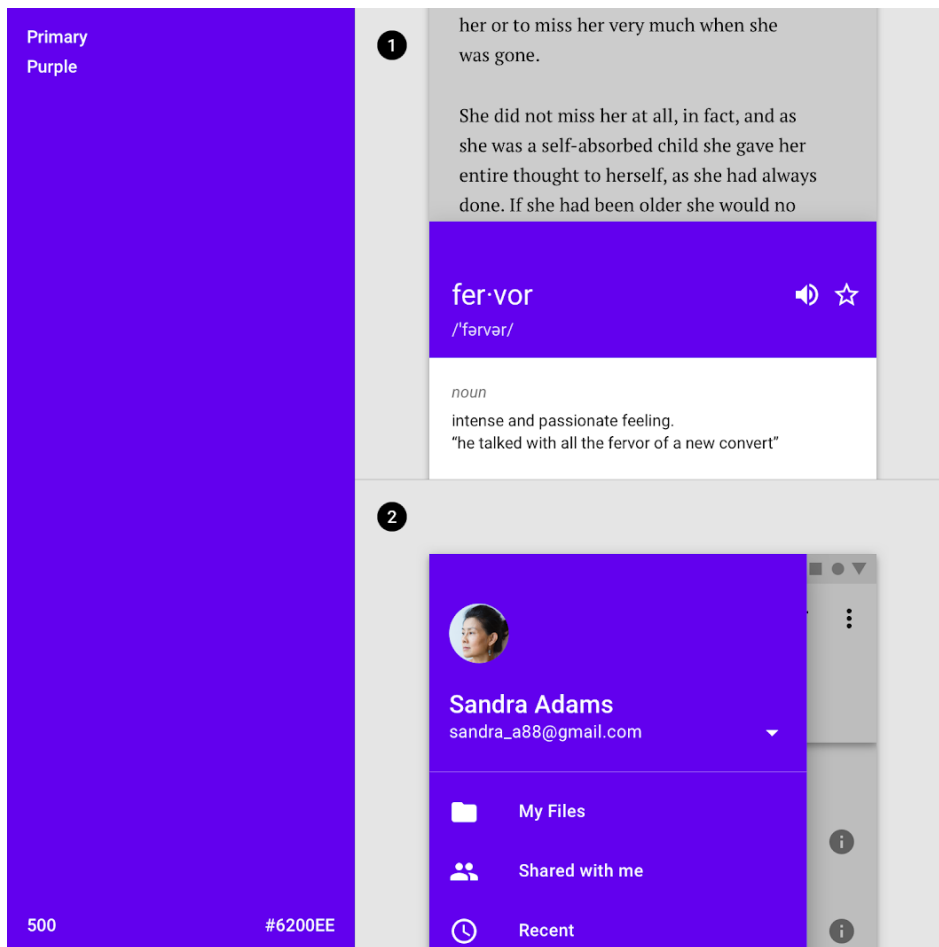 Primary
Purple
500 #6200EE
1
her or to miss her very much when she
was gone.
She did not miss her at all, in fact, and as
she was a self-absorbed child she gave her
entire thought to herself, as she had always
done. If she had been older she would no
fer·vor
/ˈfərvər/
noun
intense and passionate feeling.
“he talked with all the fervor of a new convert”
2
Sandra Adams
sandra_a88@gmail.com
My Files
Shared with me
Recent